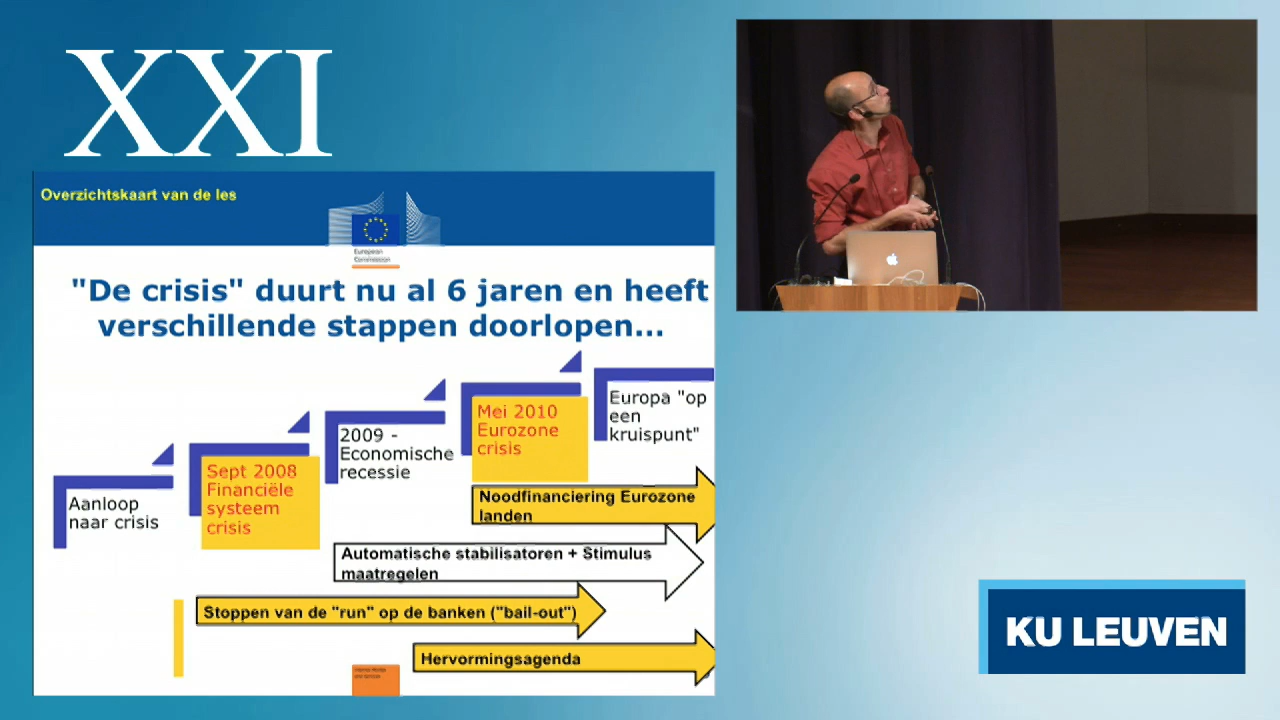 XXI
Overzichtskaart van de les
European
Commission
"De crisis" duurt nu al 6 jaren en heeft
verschillende stappen doorlopen...
Aanloop
naar crisis
Sept 2008
Financiële
systeem
crisis
2009 -
Economische
recessie
Mei 2010
Eurozone
crisis
Europa "op
een
kruispunt"
Noodfinanciering Eurozone
landen
Automatische stabilisatoren + Stimulus
maatregelen
Stoppen van de "run" op de banken ("bail-out")
Hervormingsagenda
KU LEUVEN